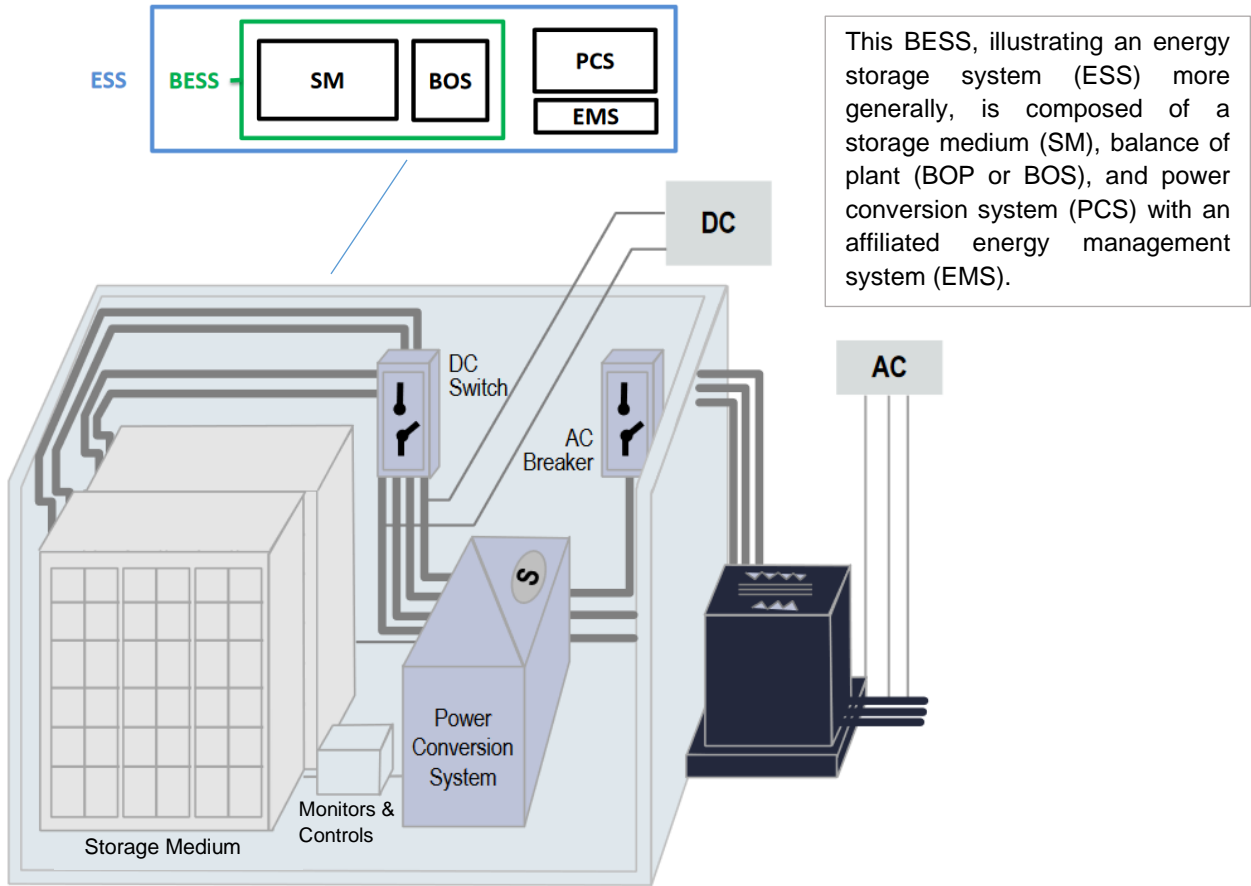 ESS
BESS
SM
BOS
PCS
EMS
This BESS, illustrating an energy
storage system (ESS) more
generally, is composed of a
storage medium (SM), balance of
plant (BOP or BOS), and power
conversion system (PCS) with an
affiliated energy management
system (EMS).
DC
AC
DC
Switch
AC
Breaker
S
Power
Conversion
System
Monitors &
Controls
Storage Medium